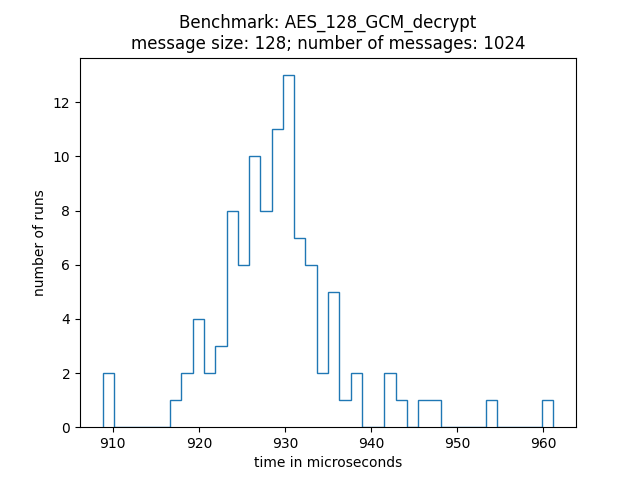 Benchmark: AES_128_GCM_decrypt
message size: 128; number of messages: 1024
12
10
8
6
4
2
0
number of runs
910 920 930 940 950 960
time in microseconds